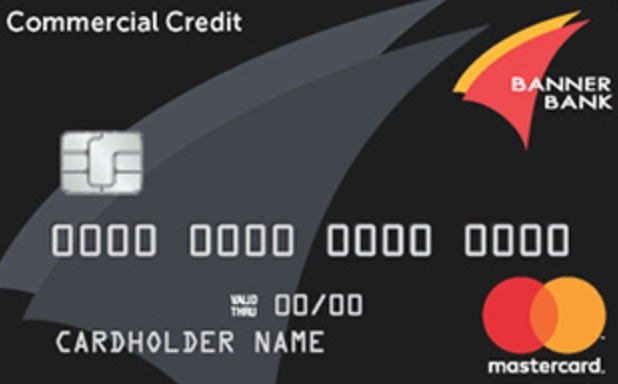 Commercial Credit
BANNER
BANK
0000 0000 0000 0000
VALID
THRU 00/00
CARDHOLDER NAME
mastercard.